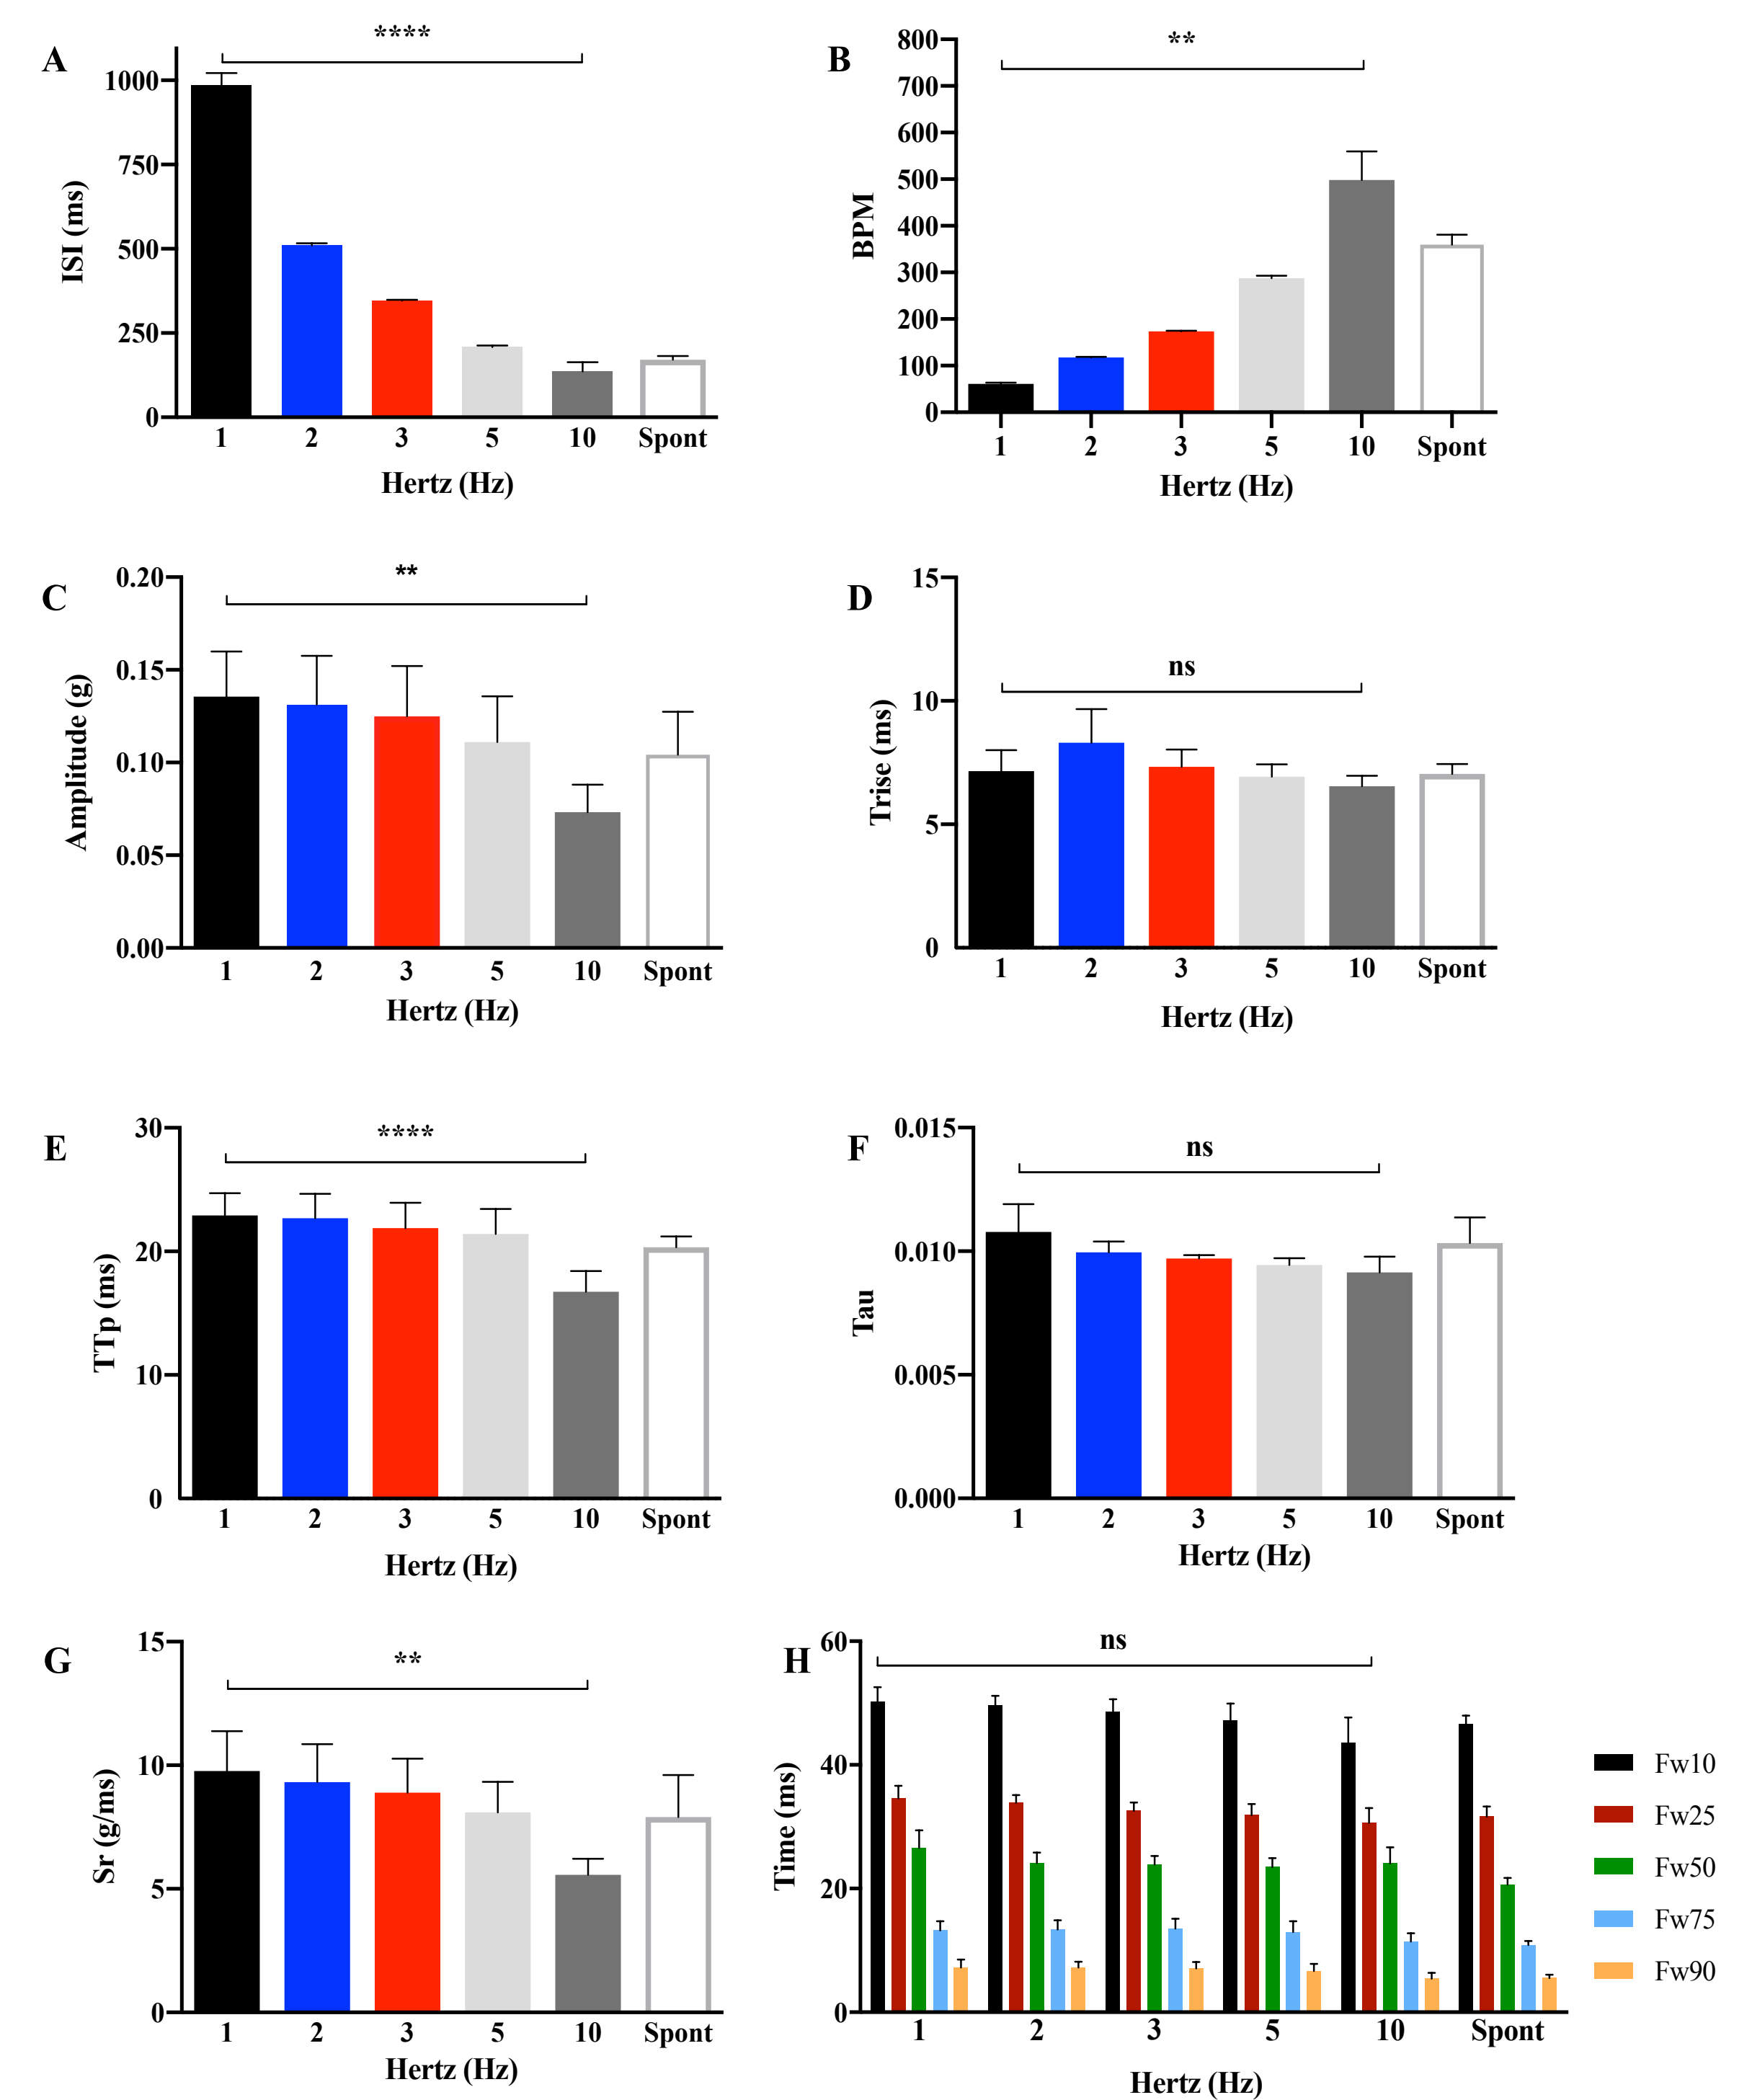 A
****
1000
750
500
250
0
ISI (ms)
1 2 3 5 10 Spont
Hertz (Hz)
B
**
800
700
600
500
400
300
200
100
0
BPM
1 2 3 5 10 Spont
Hertz (Hz)
C
**
0.20
0.15
0.10
0.05
0.00
Amplitude (g)
1 2 3 5 10 Spont
Hertz (Hz)
D
ns
15
10
5
0
Trise (ms)
1 2 3 5 10 Spont
Hertz (Hz)
E
****
30
20
10
0
TTp (ms)
1 2 3 5 10 Spont
Hertz (Hz)
F
ns
0.015
0.010
0.005
0.000
Tau
1 2 3 5 10 Spont
Hertz (Hz)
G
**
15
10
5
0
Sr (g/ms)
1 2 3 5 10 Spont
Hertz (Hz)
H
ns
60
40
20
0
Time (ms)
1 2 3 5 10 Spont
Hertz (Hz)
Fw10
Fw25
Fw50
Fw75
Fw90